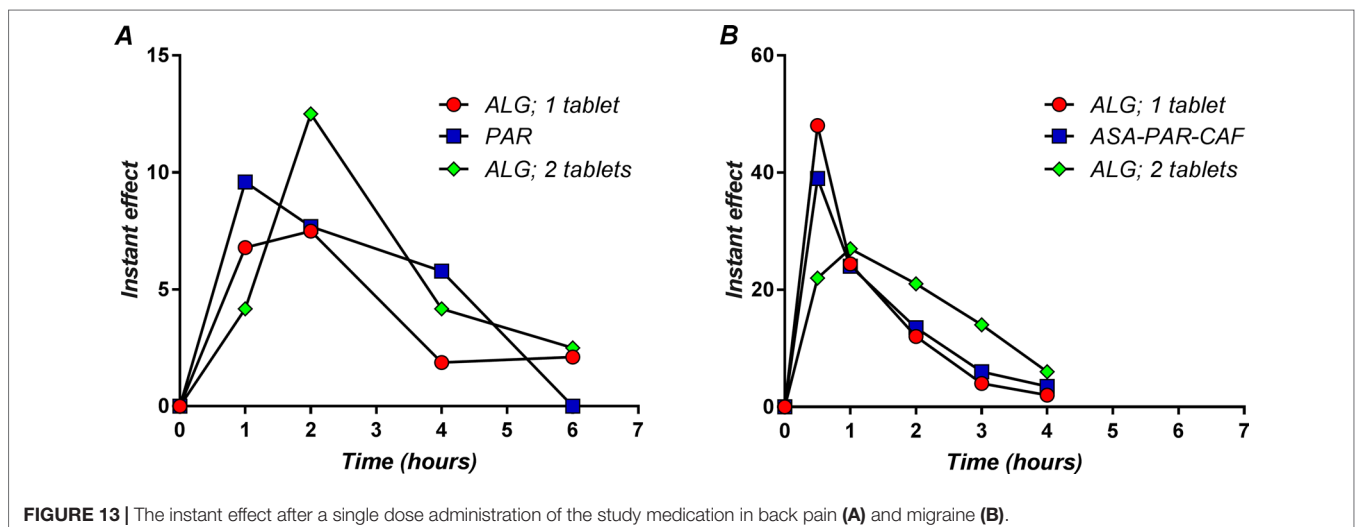 A
15
10
5
0
Instant effect
0 1 2 3 4 5 6 7
Time (hours)
ALG; 1 tablet
PAR
ALG; 2 tablets
B
60
40
20
0
Instant effect
0 1 2 3 4 5 6 7
Time (hours)
ALG; 1 tablet
ASA-PAR-CAF
ALG; 2 tablets
FIGURE 13 | The instant effect after a single dose administration of the study medication in back pain (A) and migraine (B).